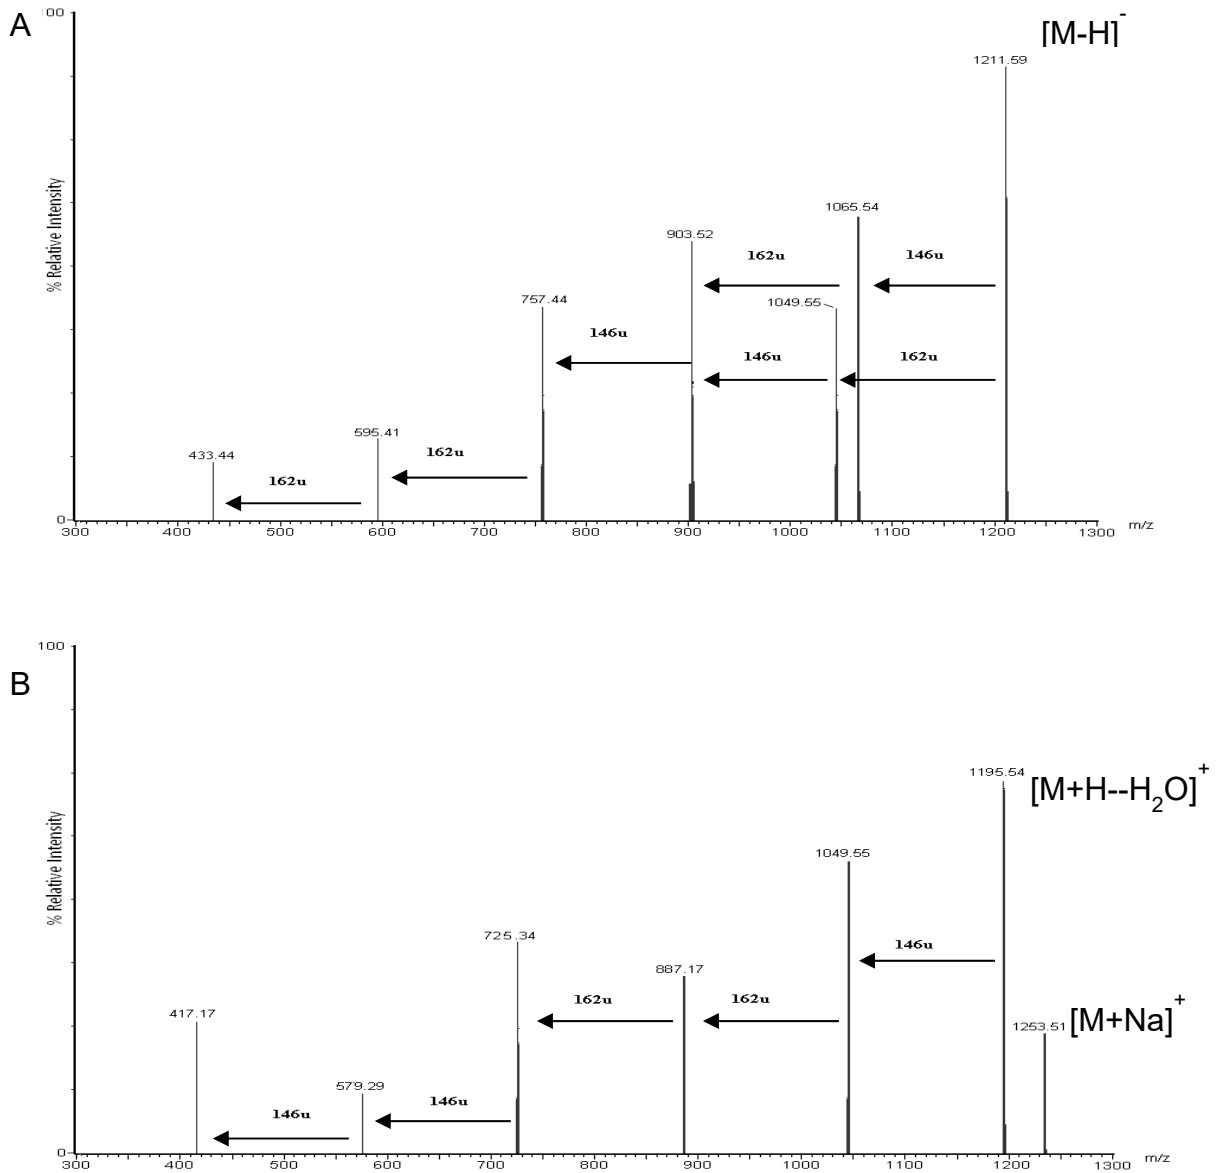 A
00
[M-H]-
1211.59
% Relative Intensity
1065.54
903.52
162u
146u
757.44
1049.55
146u
146u
162u
595.41
433.44
162u
162u
0
300 400 500 600 700 800 900 1000 1100 1200 1300 m/z
100
B
1195.54
[M+H--H2O]+
% Relative Intensity
1049.55
725.34
146u
887.17
417.17
162u
162u
1253.51
[M+Na]+
579.29
146u
146u
0
300 400 500 600 700 800 900 1000 1100 1200 1300 m/z